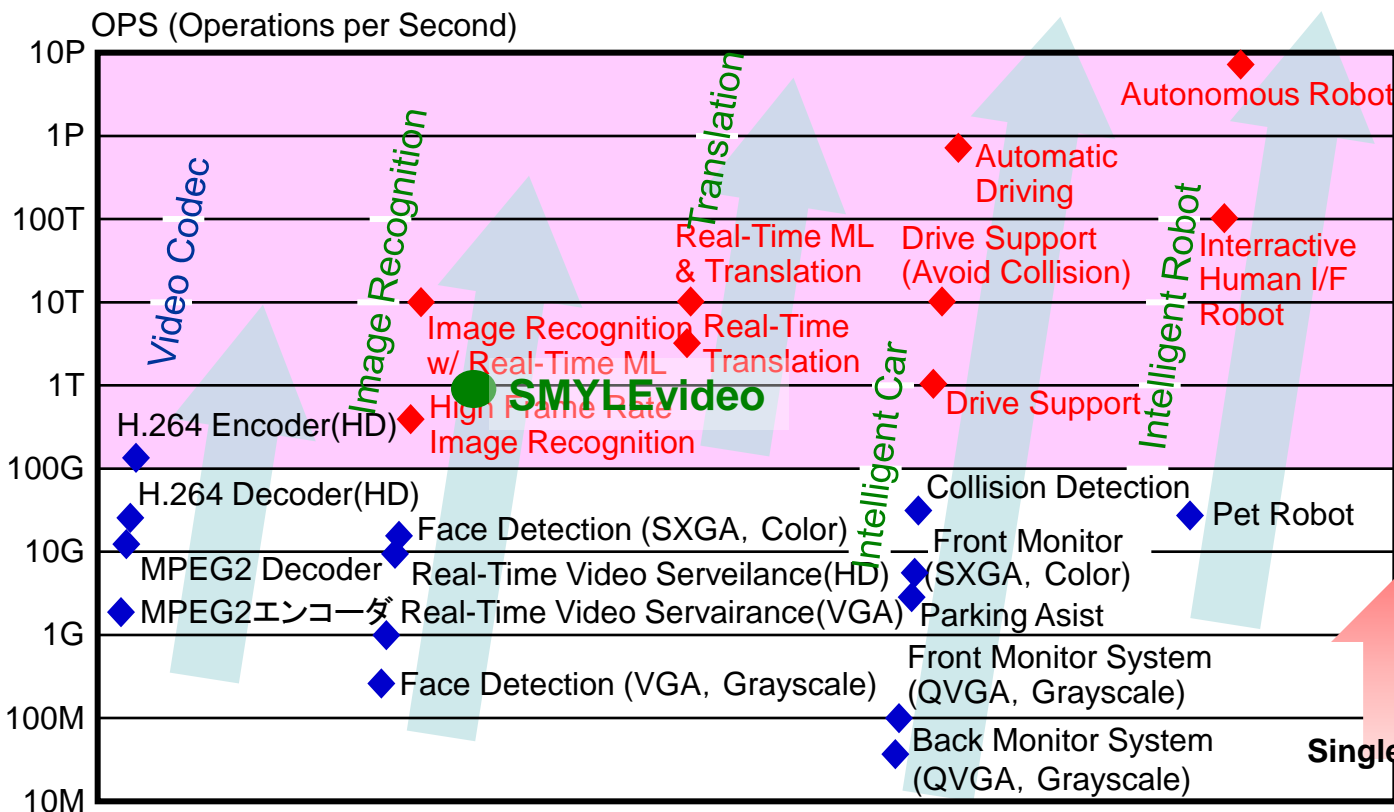 OPS (Operations per Second)
10P
1P
100T
10T
1T
100G
10G
1G
100M
10M
Video Codec
H.264 Encoder(HD)
H.264 Decoder(HD)
MPEG2 Decoder
MPEG2エンコーダ
Image Recognition
Image Recognition
w/ Real-Time ML
SMYLEvideo
High Frame Rate
Image Recognition
Face Detection (SXGA, Color)
Real-Time Video Serveilance(HD)
Real-Time Video Servairance(VGA)
Face Detection (VGA, Grayscale)
Translation
Real-Time ML
& Translation
Real-Time
Translation
Intelligent Car
Automatic
Driving
Drive Support
(Avoid Collision)
Drive Support
Collision Detection
Front Monitor
(SXGA, Color)
Parking Asist
Front Monitor System
(QVGA, Grayscale)
Back Monitor System
(QVGA, Grayscale)
Intelligent Robot
Autonomous Robot
Interractive
Human I/F
Robot
Pet Robot
Single